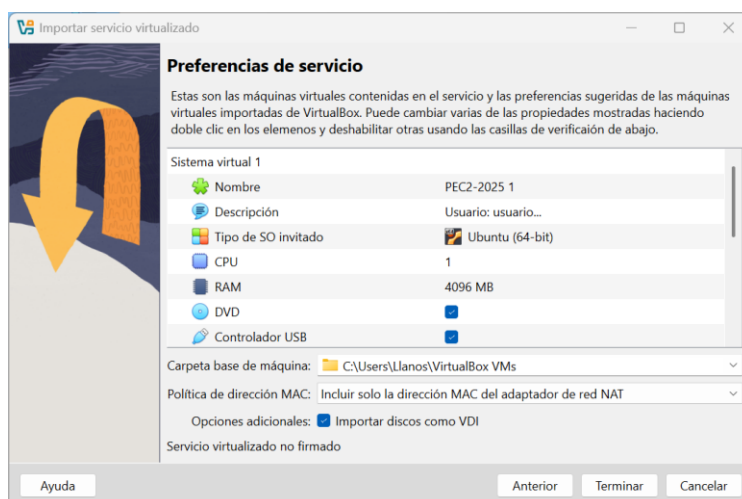 Importar servicio virtualizado
Preferencias de servicio
Estas son las máquinas virtuales contenidas en el servicio y las preferencias sugeridas de las máquinas
virtuales importadas de VirtualBox. Puede cambiar varias de las propiedades mostradas haciendo
doble clic en los elemenos y deshabilitar otras usando las casillas de verificaión de abajo.
Sistema virtual 1
Nombre PEC2-2025 1
Descripción Usuario: usuario...
Tipo de SO invitado Ubuntu (64-bit)
CPU 1
RAM 4096 MB
DVD
Controlador USB
Carpeta base de máquina: C:\Users\Llanos\VirtualBox VMs
Política de dirección MAC: Incluir solo la dirección MAC del adaptador de red NAT
Opciones adicionales: Importar discos como VDI
Servicio virtualizado no firmado
Ayuda Anterior Terminar Cancelar